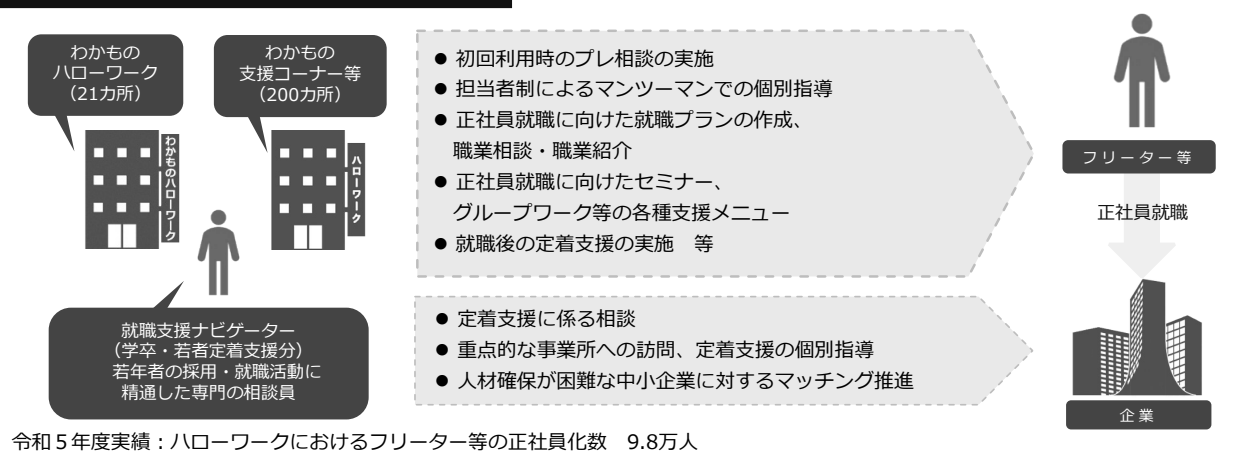 わかもの
ハローワーク
（21カ所）
わかもの
支援コーナー等
（200カ所）
わかものハローワーク
ハローワーク
就職支援ナビゲーター
（学卒・若者定着支援分）
若年者の採用・就職活動に
精通した専門の相談員
● 初回利用時のプレ相談の実施
● 担当者制によるマンツーマンでの個別指導
● 正社員就職に向けた就職プランの作成、
職業相談・職業紹介
● 正社員就職に向けたセミナー、
グループワーク等の各種支援メニュー
● 就職後の定着支援の実施　等
● 定着支援に係る相談
● 重点的な事業所への訪問、定着支援の個別指導
● 人材確保が困難な中小企業に対するマッチング推進
フリーター等
正社員就職
企業
令和５年度実績：ハローワークにおけるフリーター等の正社員化数　9.8万人